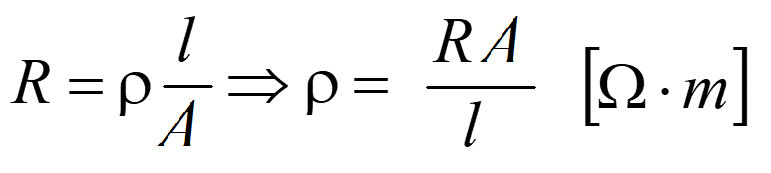 R = ρ l/A ⇒ ρ = RA/l [Ω · m]